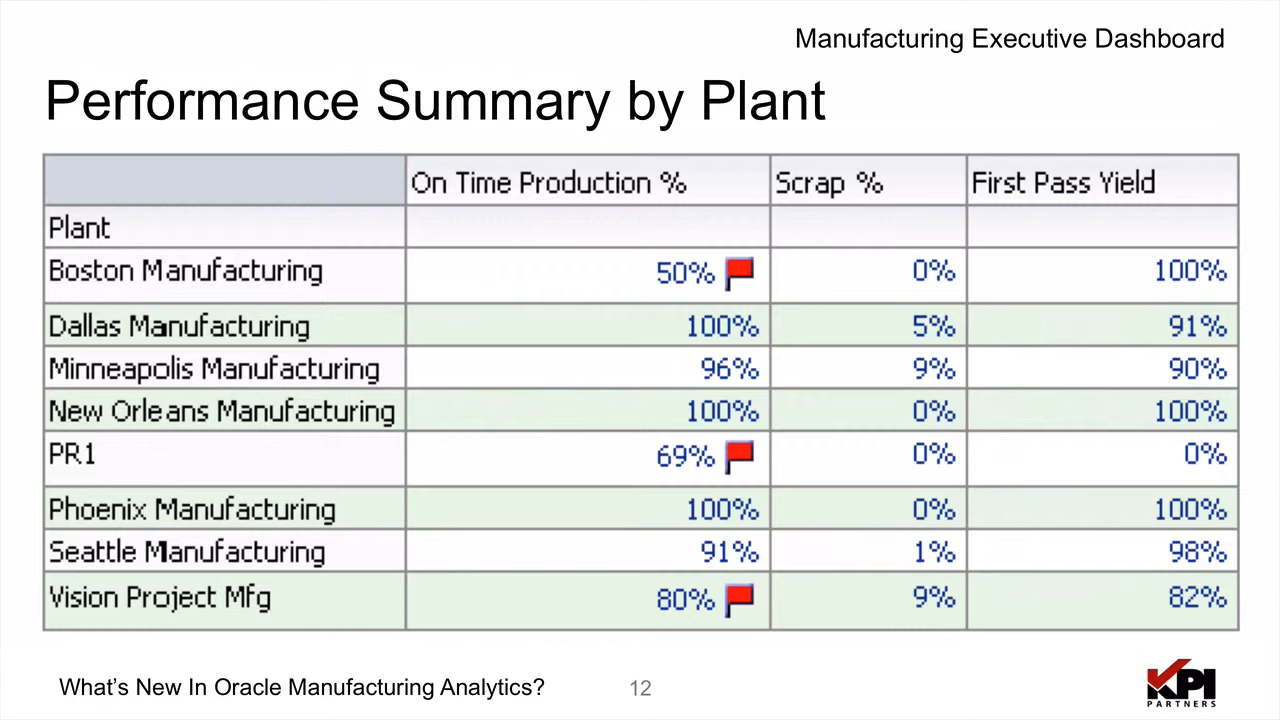 Manufacturing Executive Dashboard
Performance Summary by Plant
On Time Production % Scrap % First Pass Yield
Plant
Boston Manufacturing 50% 0% 100%
Dallas Manufacturing 100% 5% 91%
Minneapolis Manufacturing 96% 9% 90%
New Orleans Manufacturing 100% 0% 100%
PR1 69% 0% 0%
Phoenix Manufacturing 100% 0% 100%
Seattle Manufacturing 91% 1% 98%
Vision Project Mfg 80% 9% 82%
What’s New In Oracle Manufacturing Analytics? 12
KPI
PARTNERS